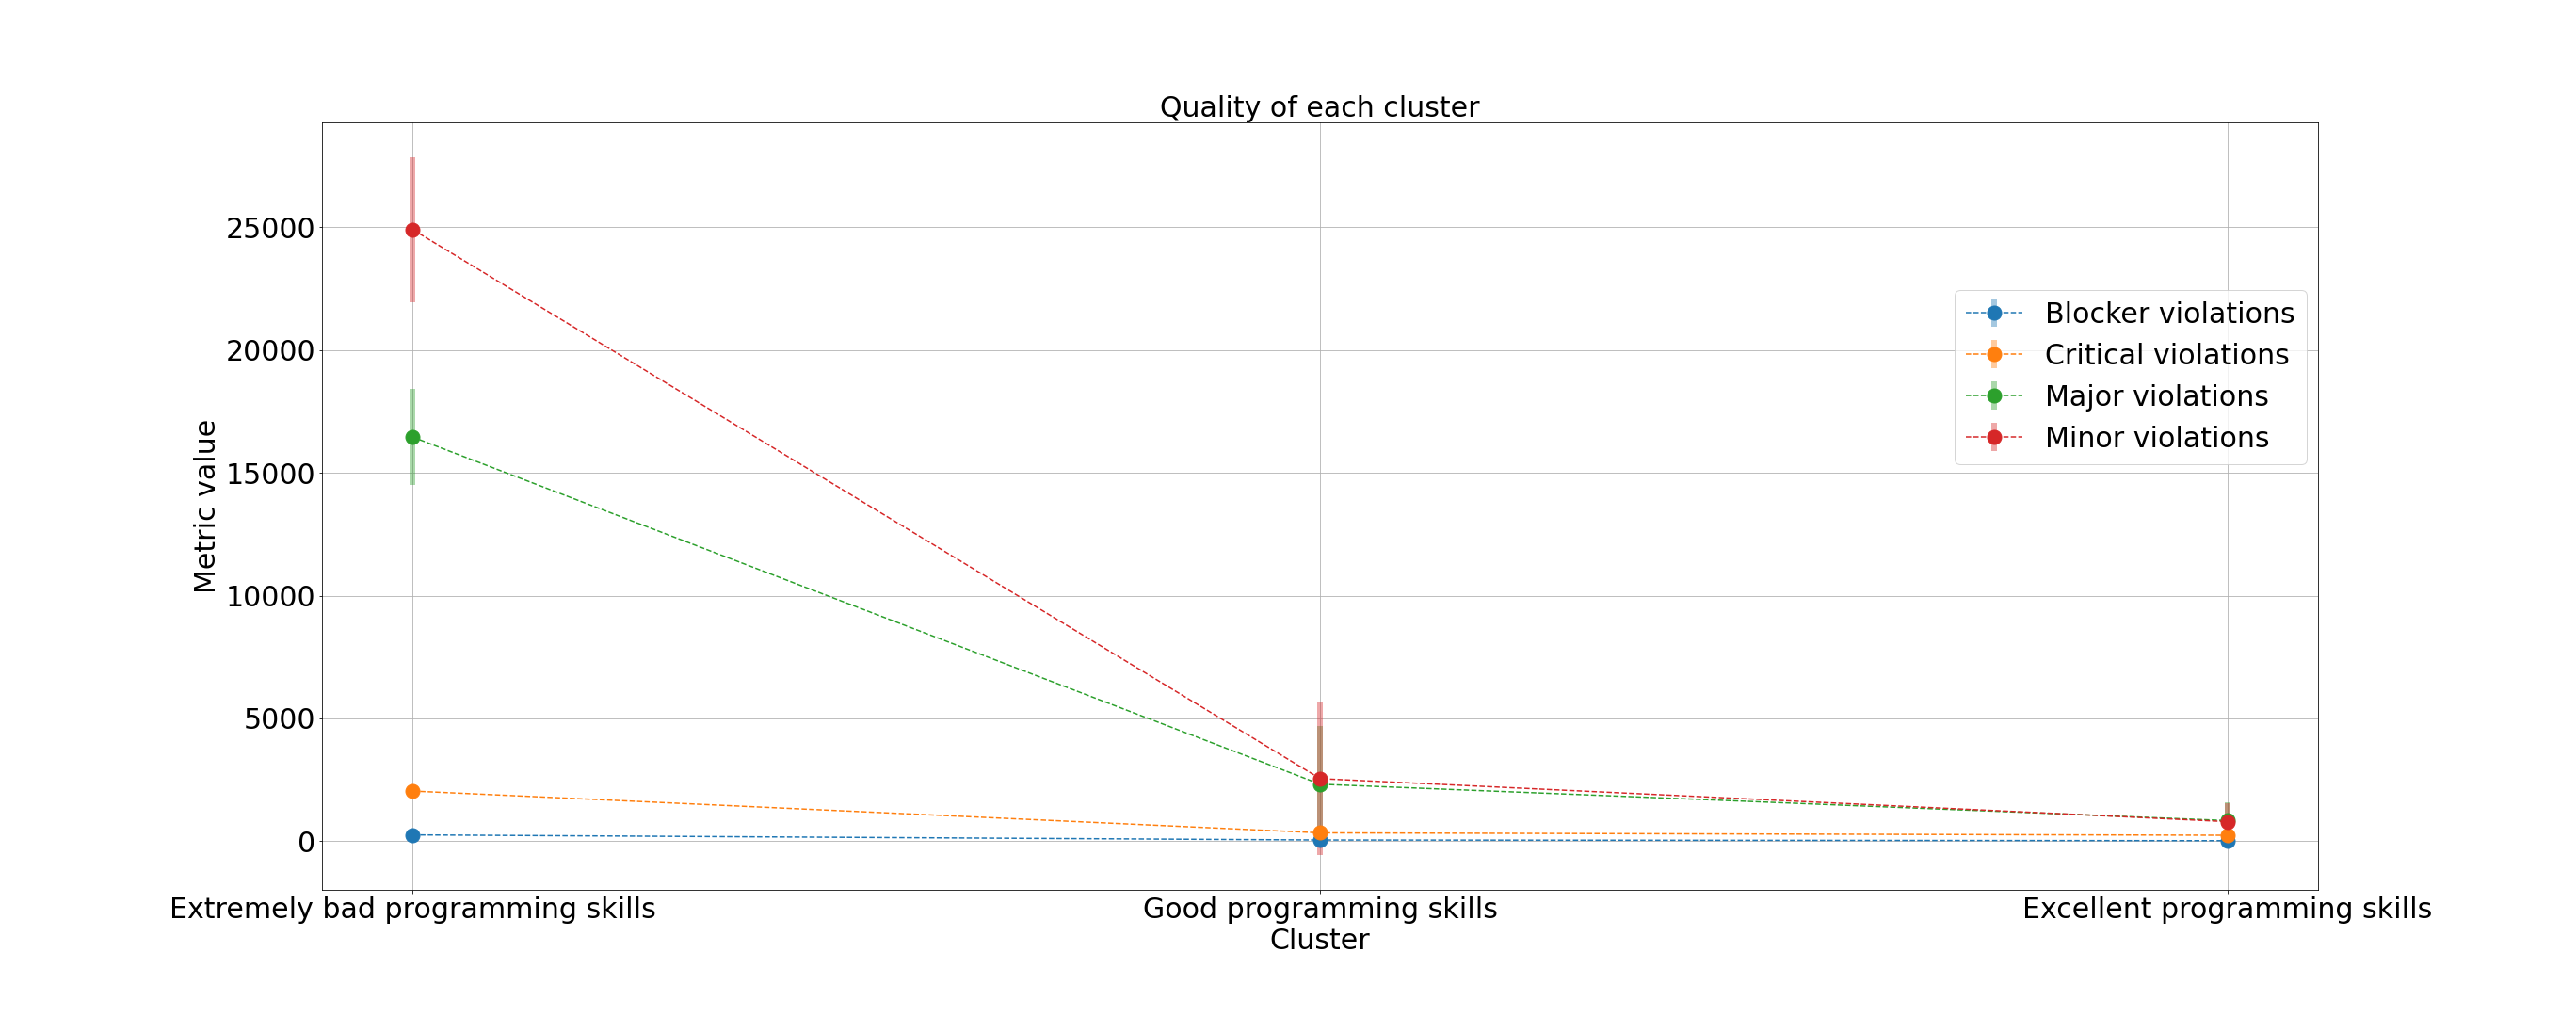 Quality of each cluster
25000
20000
15000
10000
5000
0
Metric value
Blocker violations
Critical violations
Major violations
Minor violations
Extremely bad programming skills
Good programming skills
Excellent programming skills
Cluster